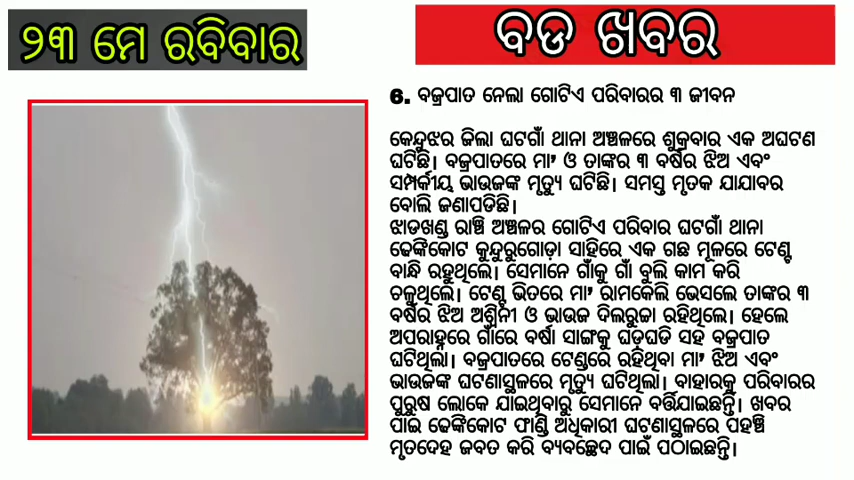 ୨୩ ମେ ରବିବାର
ବଡ ଖବର
6. ବଜ୍ରପାତ ନେଲା ଗୋଟିଏ ପରିବାରର ୩ ଜୀବନ
କେନ୍ଦୁଝର ଜିଲା ଘଟଗାଁ ଥାନା ଅଞ୍ଚଳରେ ଶୁକ୍ରବାର ଏକ ଅଘଟଣ
ଘଟିଛି। ବଜ୍ରପାତରେ ମା’ ଓ ତାଙ୍କର ୩ ବର୍ଷର ଝିଅ ଏବଂ
ସମ୍ପର୍କୀୟ ଭାଉଜଙ୍କ ମୃତ୍ୟୁ ଘଟିଛି। ସମସ୍ତ ମୃତକ ଯାଯାବର
ବୋଲି ଜଣାପଡିଛି।
ଝାଡଖଣ୍ଡ ରାଞ୍ଚି ଅଞ୍ଚଳର ଗୋଟିଏ ପରିବାର ଘଟଗାଁ ଥାନା
ଢେଙ୍କିକୋଟ କୁନ୍ଦୁରୁଗୋଡ଼ା ସାହିରେ ଏକ ଗଛ ମୂଳରେ ଟେଣ୍ଟ
ବାନ୍ଧି ରହୁଥିଲେ। ସେମାନେ ଗାଁକୁ ଗାଁ ବୁଲି କାମ କରି
ଚଳୁଥିଲେ। ଟେଣ୍ଟ ଭିତରେ ମା’ ରାମକେଲି ଭେସଲେ ତାଙ୍କର ୩
ବର୍ଷର ଝିଅ ଅଶ୍ୱିନୀ ଓ ଭାଉଜ ଦିଲରୁଜା ରହିଥିଲେ। ହେଲେ
ଅପରାହ୍ନରେ ଗାଁରେ ବର୍ଷା ସାଙ୍ଗକୁ ଘଡ଼ଘଡି ସହ ବଜ୍ରପାତ
ଘଟିଥିଲା। ବଜ୍ରପାତରେ ଟେଣ୍ଡରେ ରହିଥିବା ମା’ ଝିଅ ଏବଂ
ଭାଉଜଙ୍କ ଘଟଣାସ୍ଥଳରେ ମୃତ୍ୟୁ ଘଟିଥିଲା। ବାହାରକୁ ପରିବାରର
ପୁରୁଷ ଲୋକେ ଯାଇଥିବାରୁ ସେମାନେ ବର୍ତ୍ତିଯାଇଛନ୍ତି। ଖବର
ପାଇ ଢେଙ୍କିକୋଟ ଫାଣ୍ଡି ଅଧିକାରୀ ଘଟଣାସ୍ଥଳରେ ପହଞ୍ଚି
ମୃତଦେହ ଜବତ କରି ବ୍ୟବଚ୍ଛେଦ ପାଇଁ ପଠାଇଛନ୍ତି।